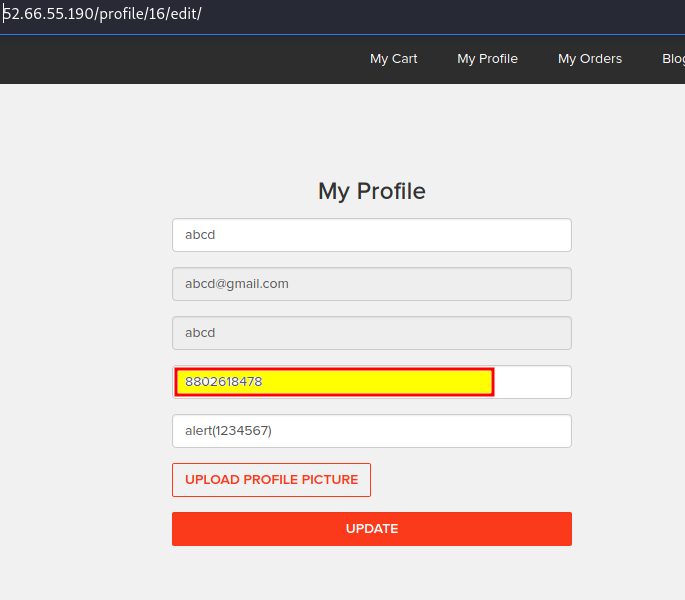 52.66.55.190/profile/16/edit/
My Cart My Profile My Orders Blog
My Profile
abcd
abcd@gmail.com
abcd
8802618478
alert(1234567)
UPLOAD PROFILE PICTURE
UPDATE